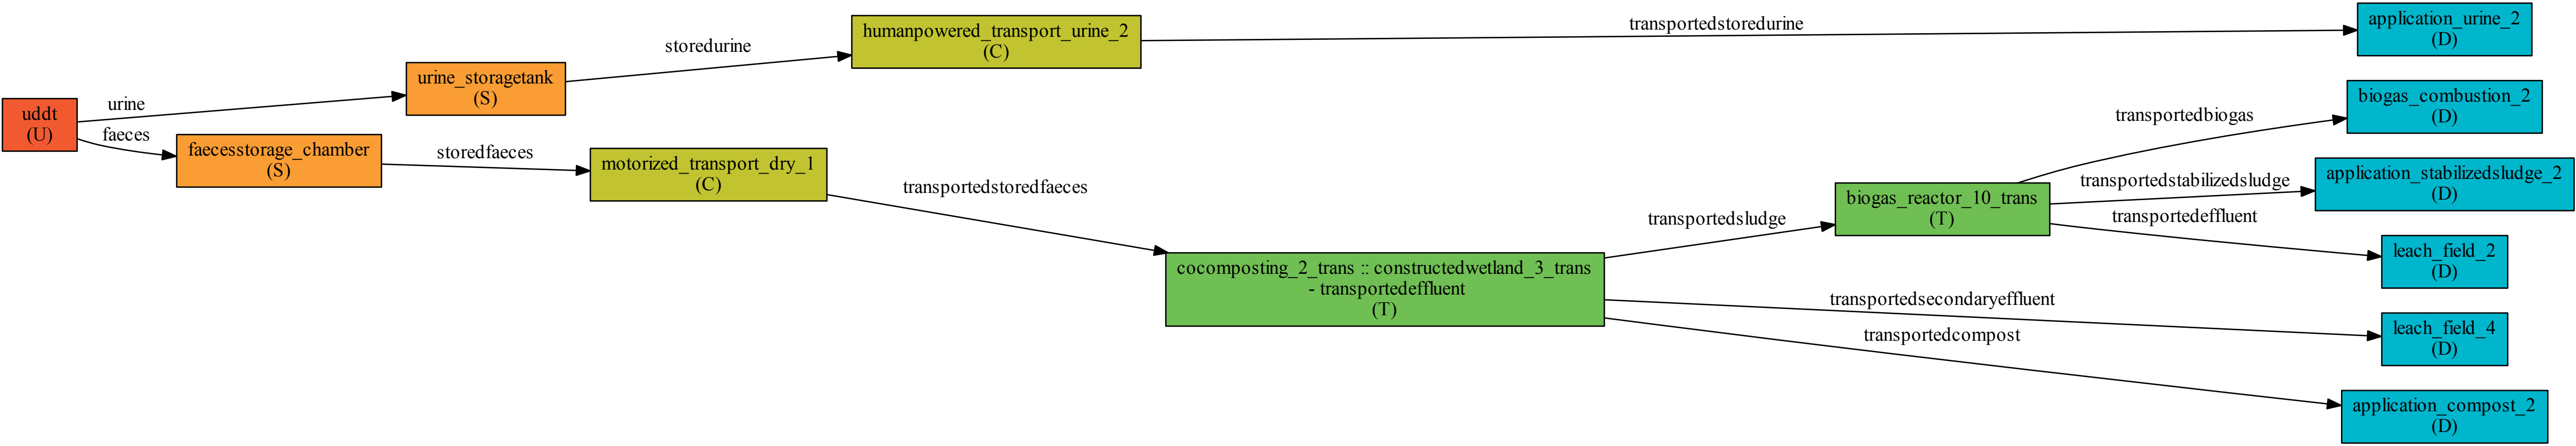 uddt
(U)
urine
faeces
urine_storagetank
(S)
faecesstorage_chamber
(S)
storedurine
storedfaeces
humanpowered_transport_urine_2
(C)
motorized_transport_dry_1
(C)
transportedstoredurine
transportedstoredfaeces
cocomposting_2_trans :: constructedwetland_3_trans
- transportedeffluent
(T)
transportedsludge
transportedsecondaryeffluent
transportedcompost
biogas_reactor_10_trans
(T)
transportedbiogas
transportedstabilizedsludge
transportedeffluent
application_urine_2
(D)
biogas_combustion_2
(D)
application_stabilizedsludge_2
(D)
leach_field_2
(D)
leach_field_4
(D)
application_compost_2
(D)